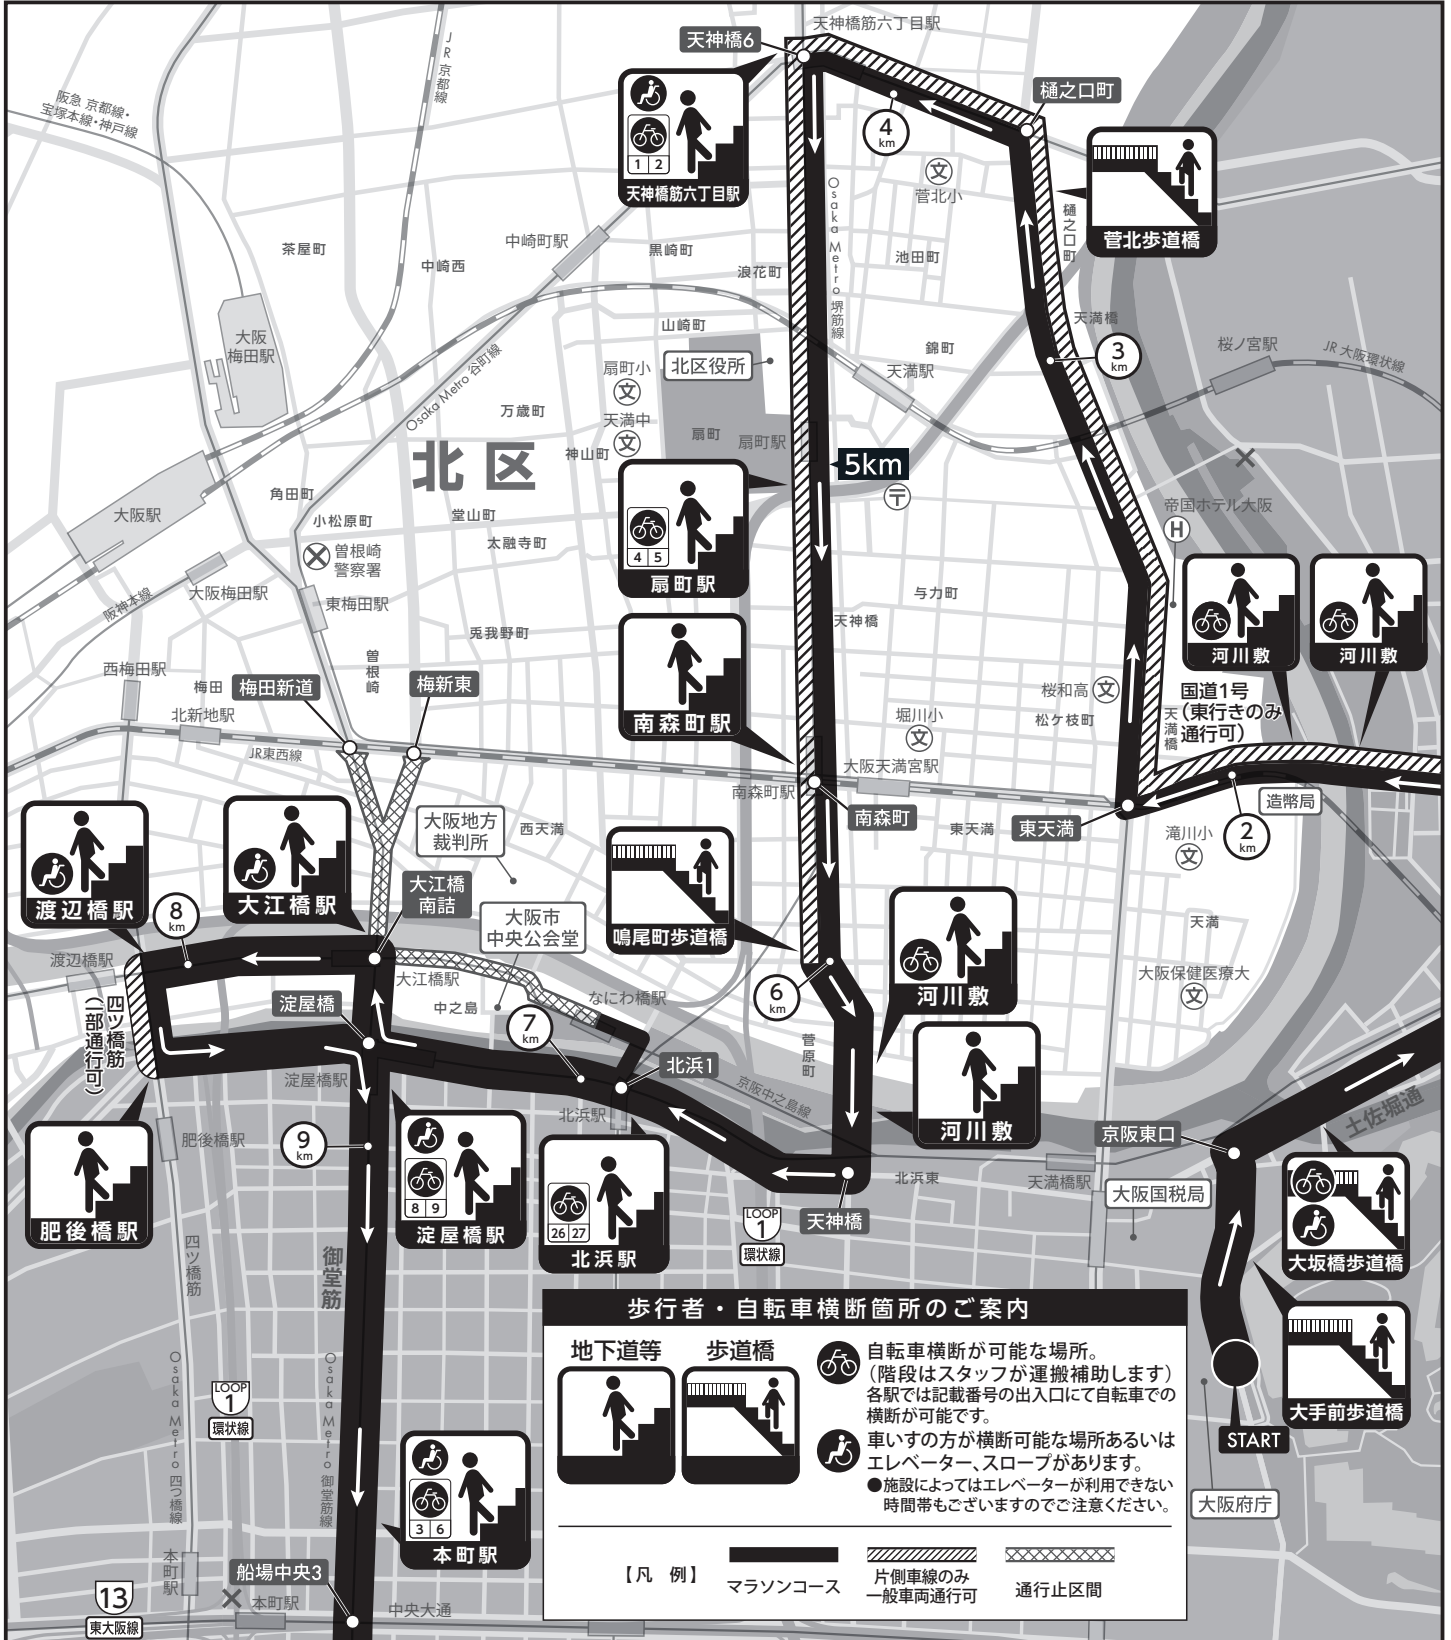 天神橋6
天神橋筋六丁目駅
JR京都線
阪急 京都線・
宝塚本線・神戸線
樋之口町
4
km
1 2
天神橋筋六丁目駅
文
菅北小
菅北歩道橋
樋之口町
Osaka Metro 堺筋線
中崎町駅
黒崎町
茶屋町
中崎西
浪花町
池田町
山崎町
天満橋
大阪
梅田駅
北区役所
錦町
3
km
桜ノ宮駅
JR 大阪環状線
Osaka Metro 谷町線
扇町小
文
天満駅
天満中
文
万歳町
扇町
扇町駅
神山町
北区
5km
〒
角田町
大阪駅
小松原町
堂山町
帝国ホテル大阪
H
曽根崎
警察署
太融寺町
4 5
扇町駅
阪神本線
大阪梅田駅
東梅田駅
与力町
天神橋
兎我野町
河川敷
河川敷
西梅田駅
曽根崎
梅田
梅田新道
梅新東
南森町駅
桜和高
文
国道1号
(東行きのみ
通行可)
北新地駅
堀川小
文
松ケ枝町
天満橋
JR東西線
大阪天満宮駅
南森町駅
造幣局
南森町
東天満
東天満
2
km
滝川小
文
渡辺橋駅
大江橋駅
大阪地方
裁判所
西天満
大江橋
南詰
8
km
大阪市
中央公会堂
鳴尾町歩道橋
天満
渡辺橋駅
大江橋駅
河川敷
大阪保健医療大
文
四ツ橋筋
(一部通行可)
淀屋橋
中之島
なにわ橋駅
6
km
7
km
菅原町
淀屋橋駅
北浜1
京阪中之島線
河川敷
土佐堀通
北浜駅
肥後橋駅
9
km
京阪東口
肥後橋駅
8 9
淀屋橋駅
26 27
北浜駅
北浜東
天満橋駅
大阪国税局
天神橋
LOOP
1
環状線
大坂橋歩道橋
四ツ橋筋
御堂筋
歩行者・自転車横断箇所のご案内
地下道等
歩道橋
自転車横断が可能な場所。
(階段はスタッフが運搬補助します)
各駅では記載番号の出入口にて自転車での
横断が可能です。
車いすの方が横断可能な場所あるいは
エレベーター、スロープがあります。
●施設によってはエレベーターが利用できない
時間帯もございますのでご注意ください。
【凡 例】
マラソンコース
片側車線のみ
一般車両通行可
通行止区間
大手前歩道橋
START
大阪府庁
Osaka Metro 四つ橋線
LOOP
1
環状線
Osaka Metro 御堂筋線
3 6
本町駅
本町駅
船場中央3
13
東大阪線
本町駅
中央大通